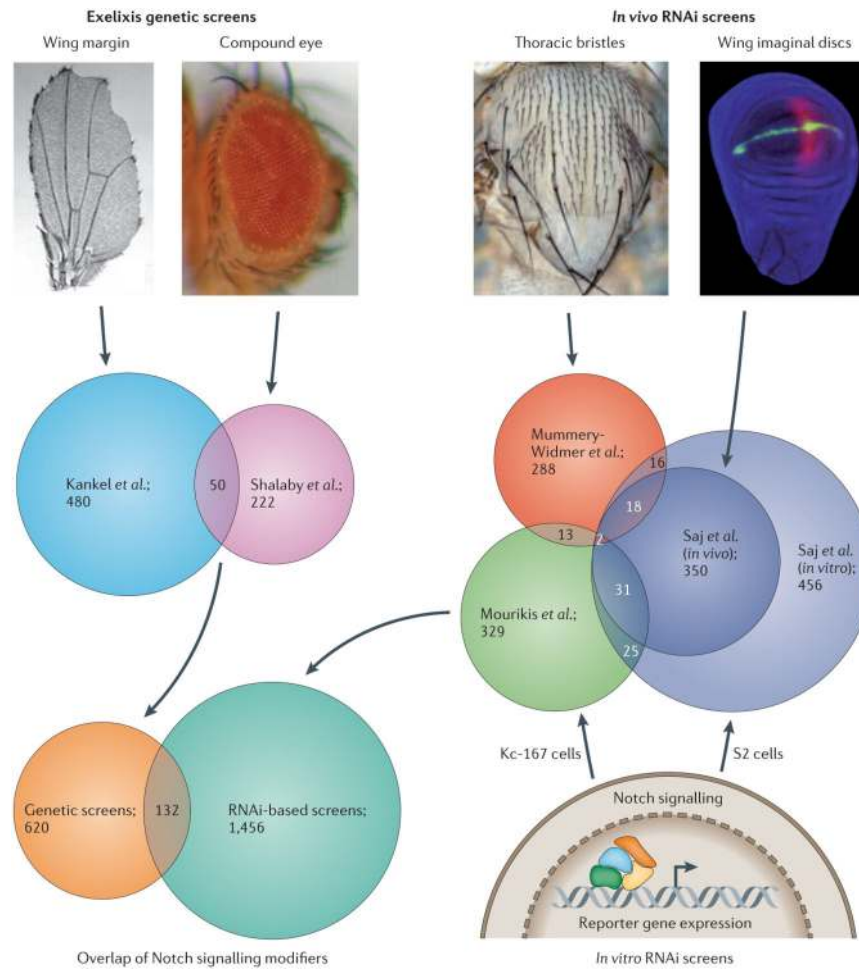 Exelixis genetic screens
Wing margin
Compound eye
In vivo RNAi screens
Thoracic bristles
Wing imaginal discs
Kankel et al.;
480
50
Shalaby et al.;
222
Mummery-
Widmer et al.;
288
16
18
13
2
Saj et al.
(in vivo);
350
Saj et al.
(in vitro);
456
31
Mourikis et al.;
329
25
Genetic screens;
620
132
RNAi-based screens;
1,456
Overlap of Notch signalling modifiers
Kc-167 cells
S2 cells
Notch signalling
Reporter gene expression
In vitro RNAi screens